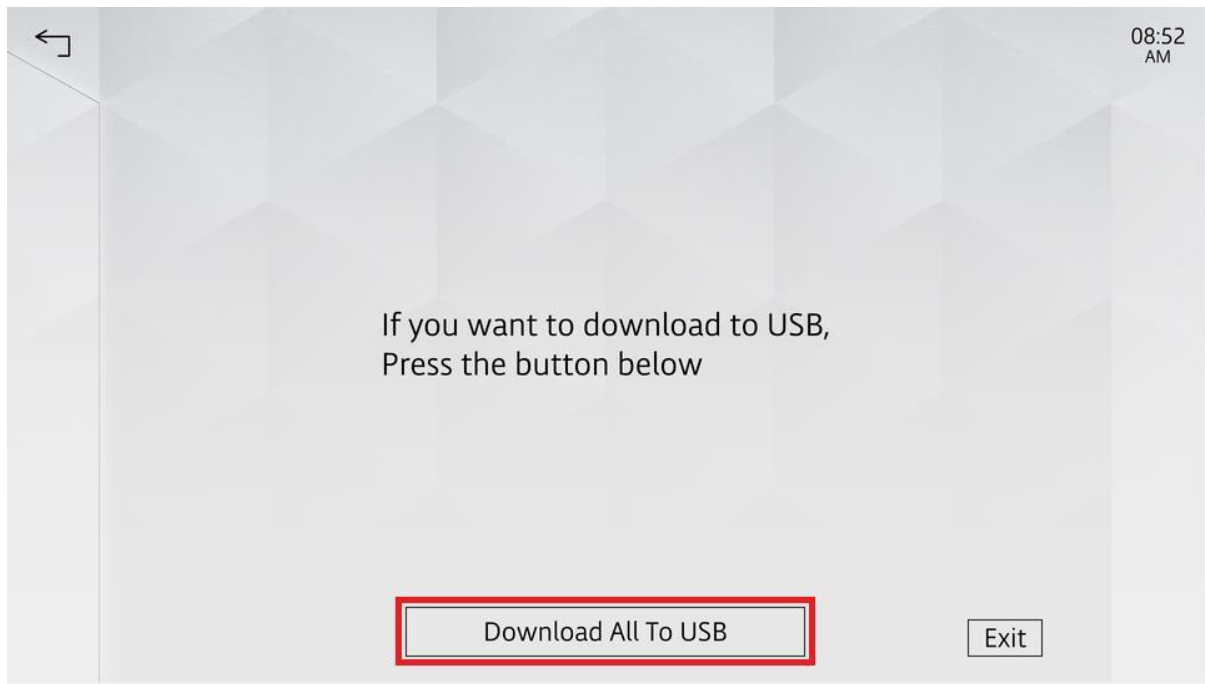 08:52
AM
If you want to download to USB,
Press the button below
Download All To USB
Exit